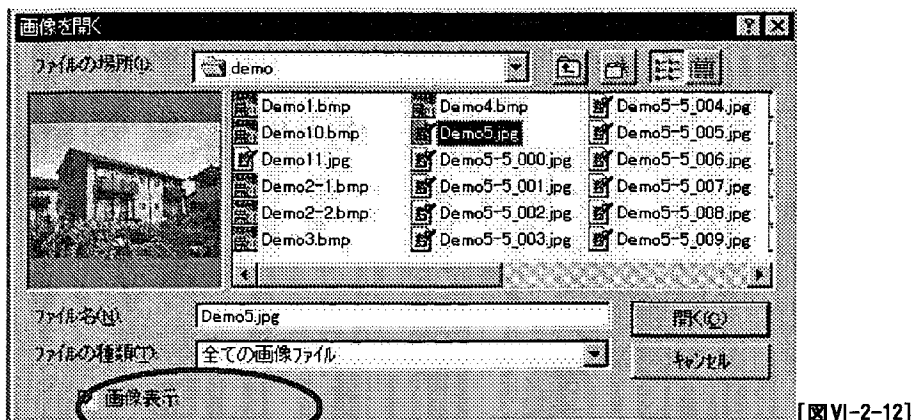 画像を開く
ファイルの場所(I):
demo
Demo1.bmp
Demo10.bmp
Demo11.jpg
Demo2-1.bmp
Demo2-2.bmp
Demo3.bmp
Demo4.bmp
Demo5.jpg
Demo5-5_000.jpg
Demo5-5_001.jpg
Demo5-5_002.jpg
Demo5-5_003.jpg
Demo5-5_004.jpg
Demo5-5_005.jpg
Demo5-5_006.jpg
Demo5-5_007.jpg
Demo5-5_008.jpg
Demo5-5_009.jpg
ファイル名(N):
Demo5.jpg
開く(O)
ファイルの種類(T):
全ての画像ファイル
キャンセル
画像表示
[図Ⅵ-2-12]